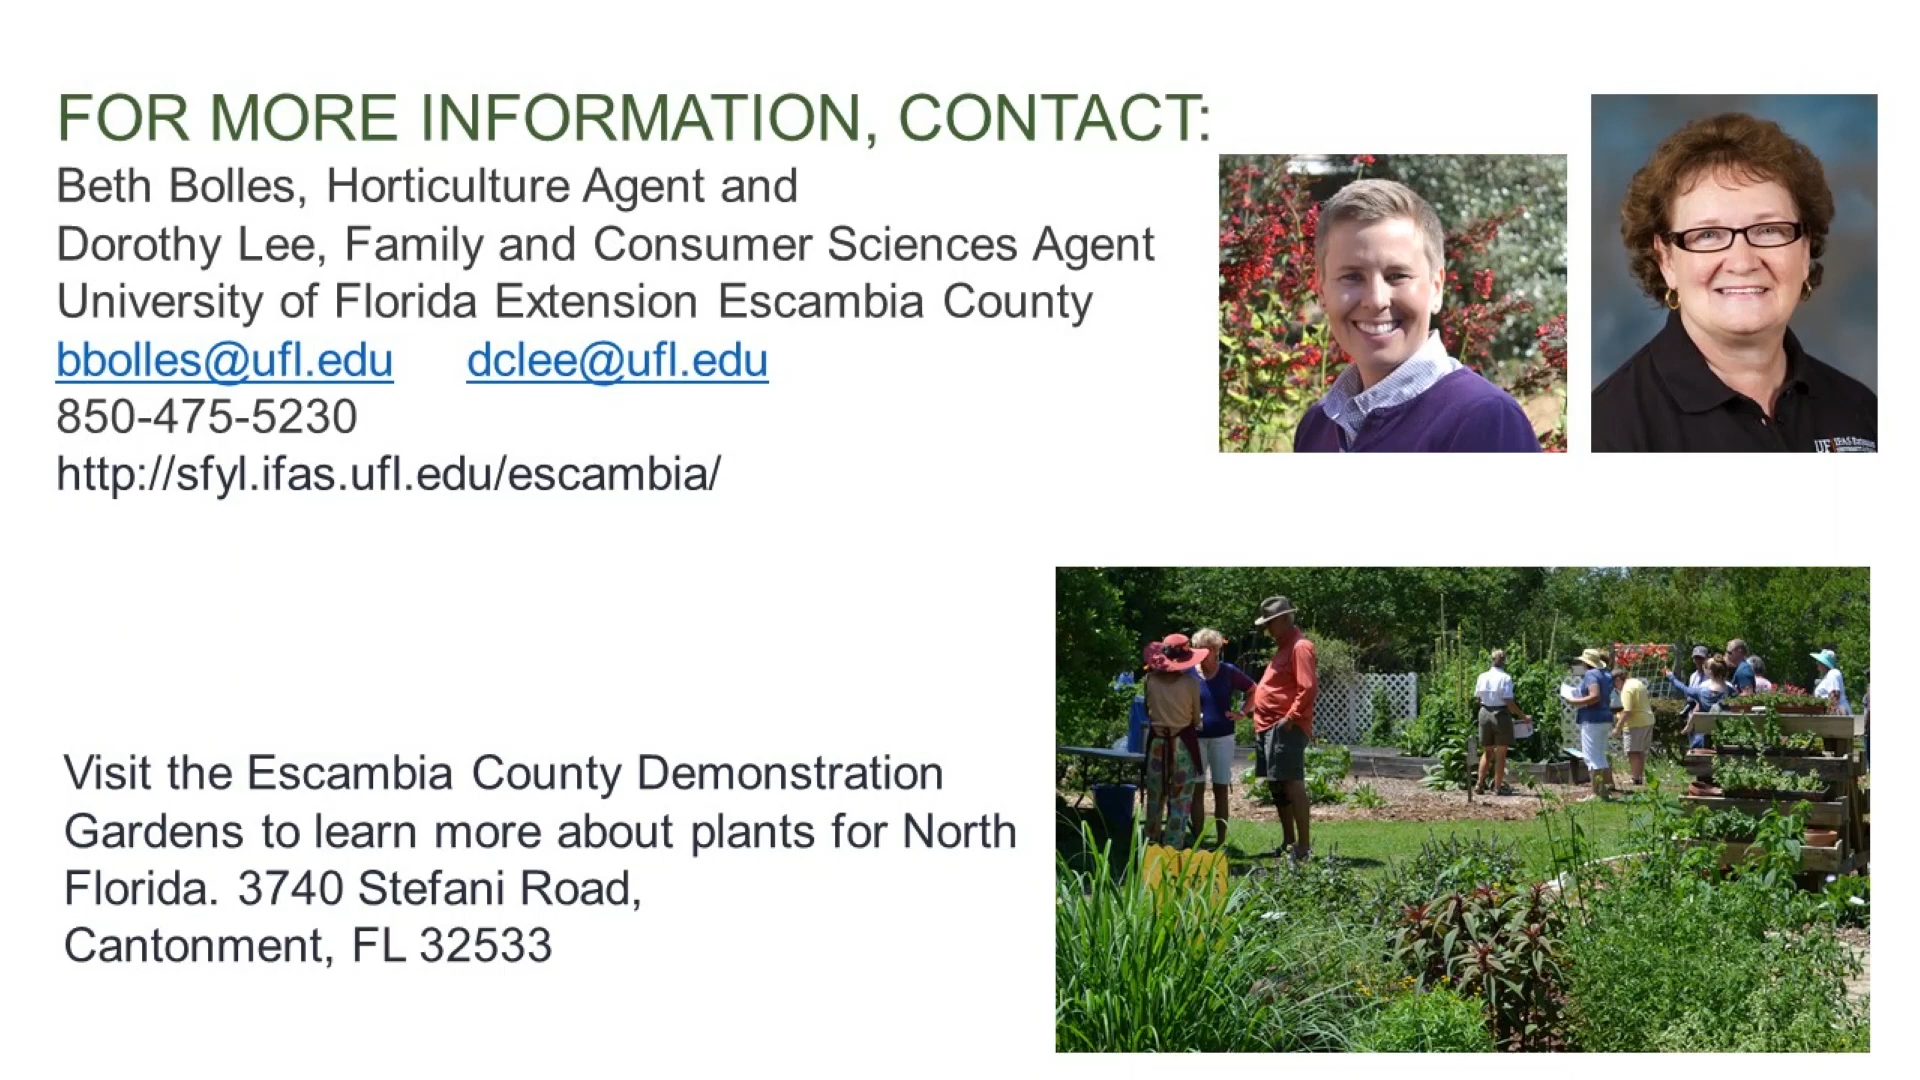 FOR MORE INFORMATION, CONTACT:
Beth Bolles, Horticulture Agent and
Dorothy Lee, Family and Consumer Sciences Agent
University of Florida Extension Escambia County
bbolles@ufl.edu dclee@ufl.edu
850-475-5230
http://sfyl.ifas.ufl.edu/escambia/
UF IFAS
Visit the Escambia County Demonstration
Gardens to learn more about plants for North
Florida. 3740 Stefani Road,
Cantonment, FL 32533